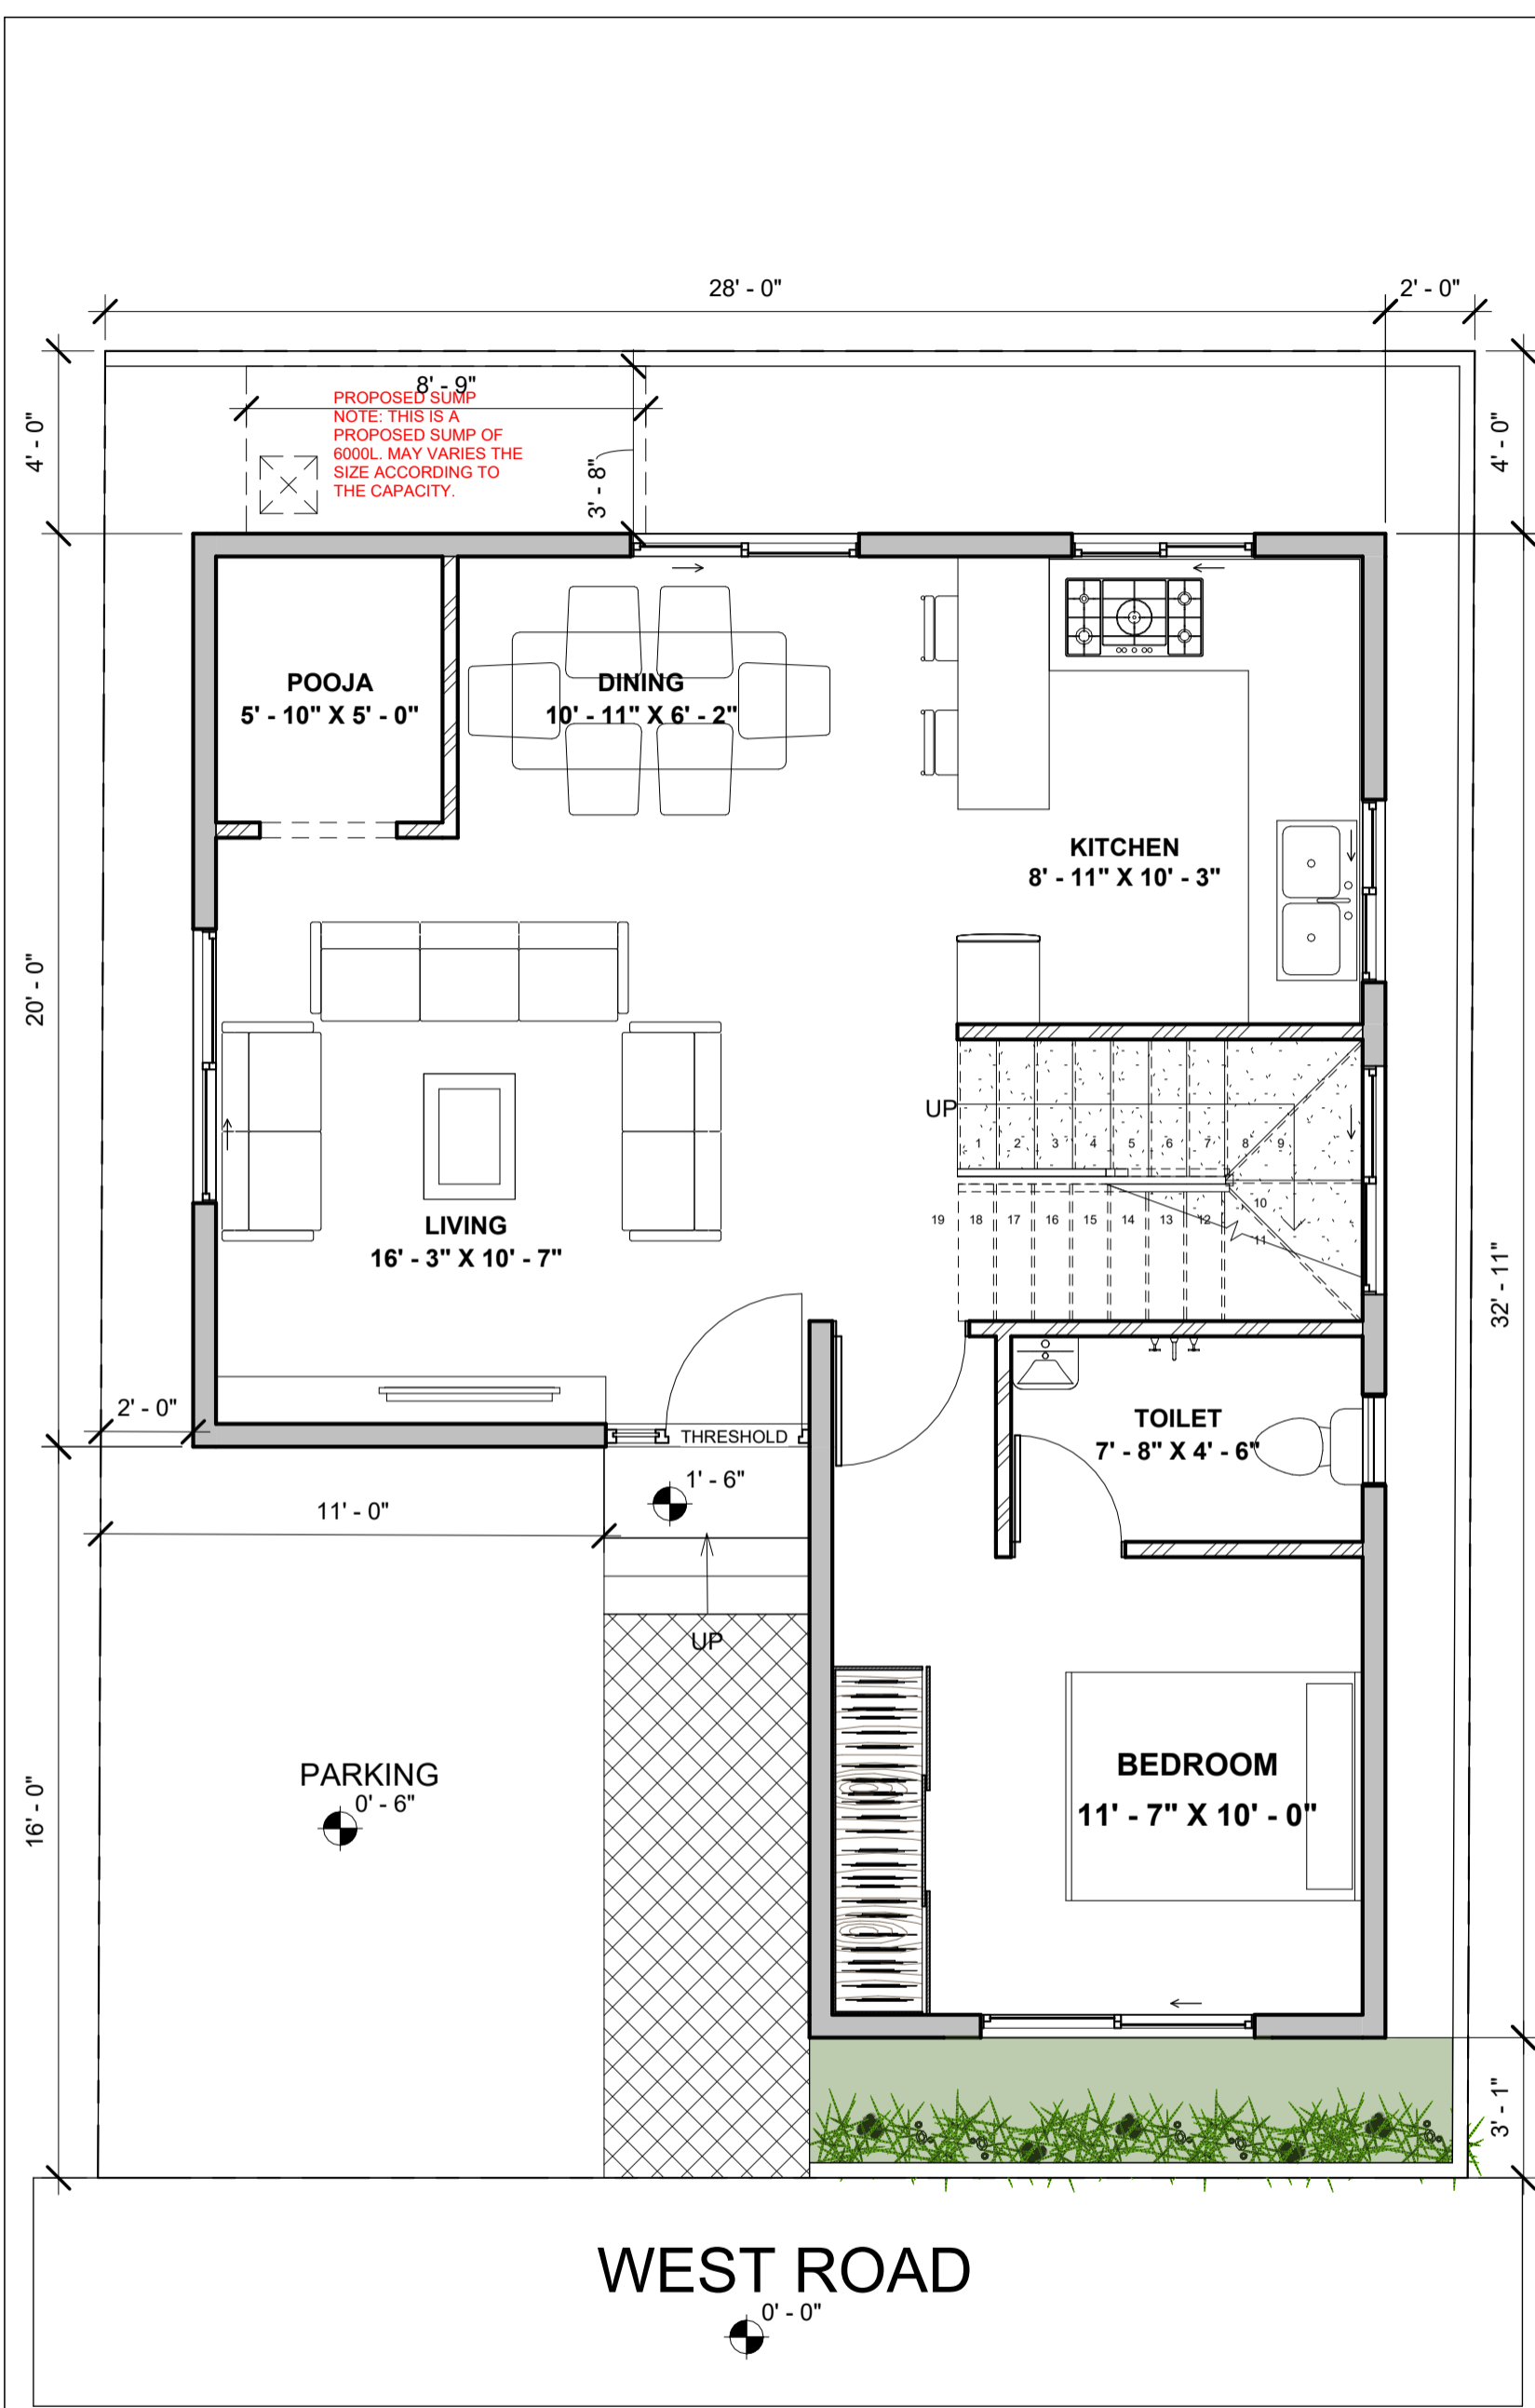 28' - 0"
2' - 0"
8' - 9"
PROPOSED SUMP
NOTE: THIS IS A
PROPOSED SUMP OF
6000L. MAY VARIES THE
SIZE ACCORDING TO
THE CAPACITY.
4' - 0"
3' - 8"
4' - 0"
POOJA
5' - 10" X 5' - 0"
DINING
10' - 11" X 6' - 2"
KITCHEN
8' - 11" X 10' - 3"
20' - 0"
UP
1 2 3 4 5 6 7 8 9
10
19 18 17 16 15 14 13 12
11
LIVING
16' - 3" X 10' - 7"
32' - 11"
2' - 0"
THRESHOLD
TOILET
7' - 8" X 4' - 6"
1' - 6"
11' - 0"
UP
PARKING
0' - 6"
16' - 0"
BEDROOM
11' - 7" X 10' - 0"
3' - 1"
WEST ROAD
0' - 0"